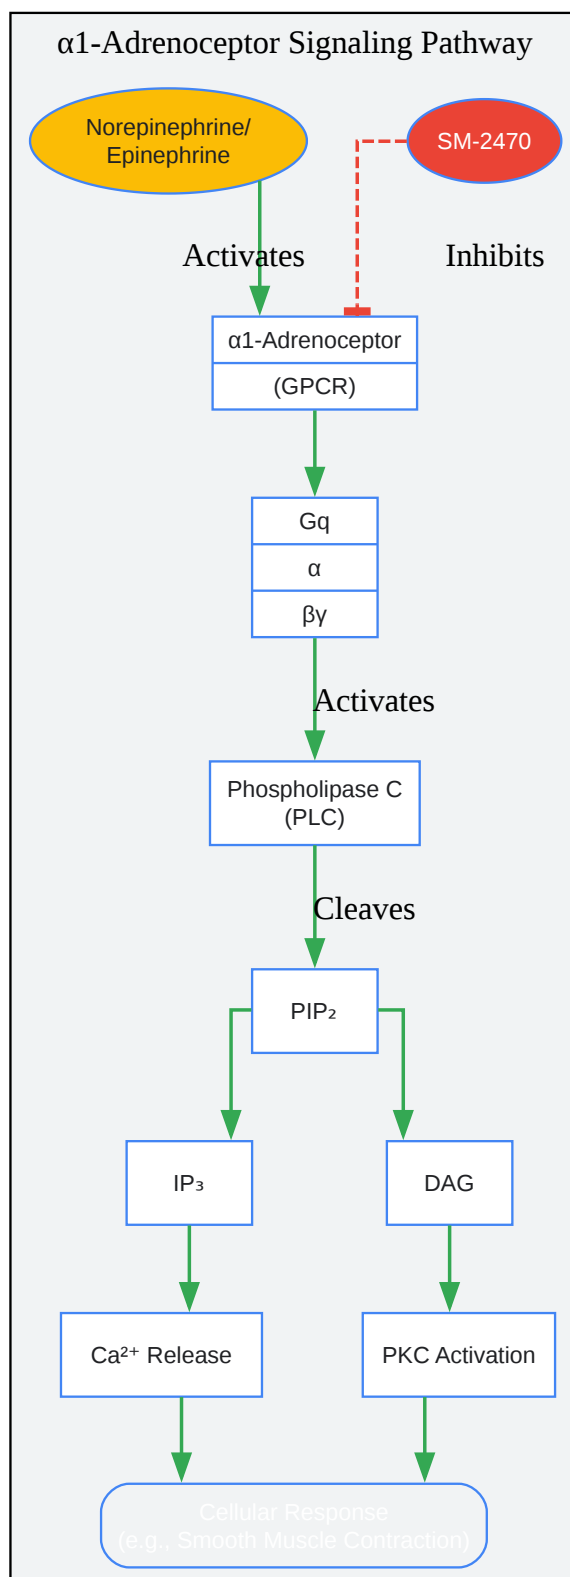 α1-Adrenoceptor Signaling Pathway
Norepinephrine/
Epinephrine
SM-2470
Activates
Inhibits
α1-Adrenoceptor
(GPCR)
Gq
α
βγ
Activates
Phospholipase C
(PLC)
Cleaves
PIP₂
IP₃
DAG
Ca²⁺ Release
PKC Activation
Cellular Response
(e.g., Smooth Muscle Contraction)